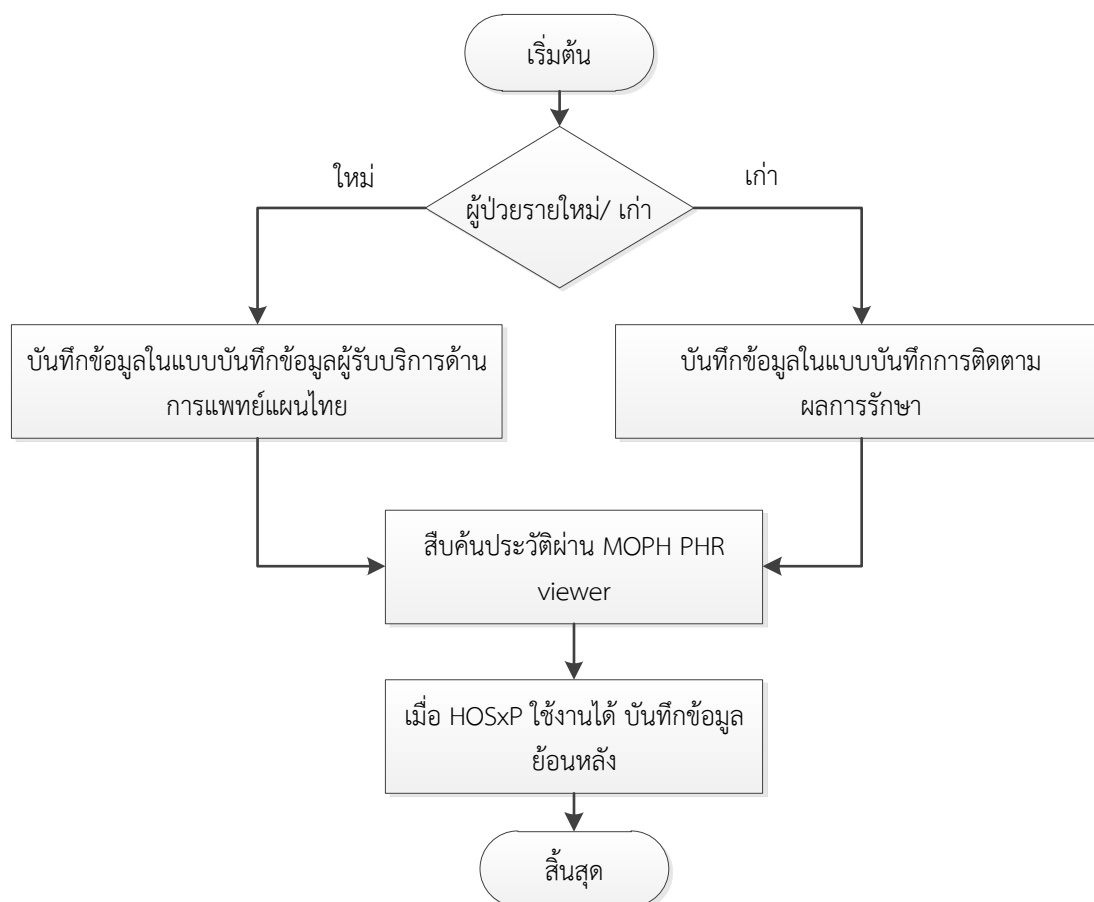 เริ่มต้น
ใหม่
เก่า
ผู้ป่วยรายใหม่/ เก่า
บันทึกข้อมูลในแบบบันทึกข้อมูลผู้รับบริการด้าน
การแพทย์แผนไทย
บันทึกข้อมูลในแบบบันทึกการติดตาม
ผลการรักษา
สืบค้นประวัติผ่าน MOPH PHR
viewer
เมื่อ HOSxP ใช้งานได้ บันทึกข้อมูล
ย้อนหลัง
สิ้นสุด